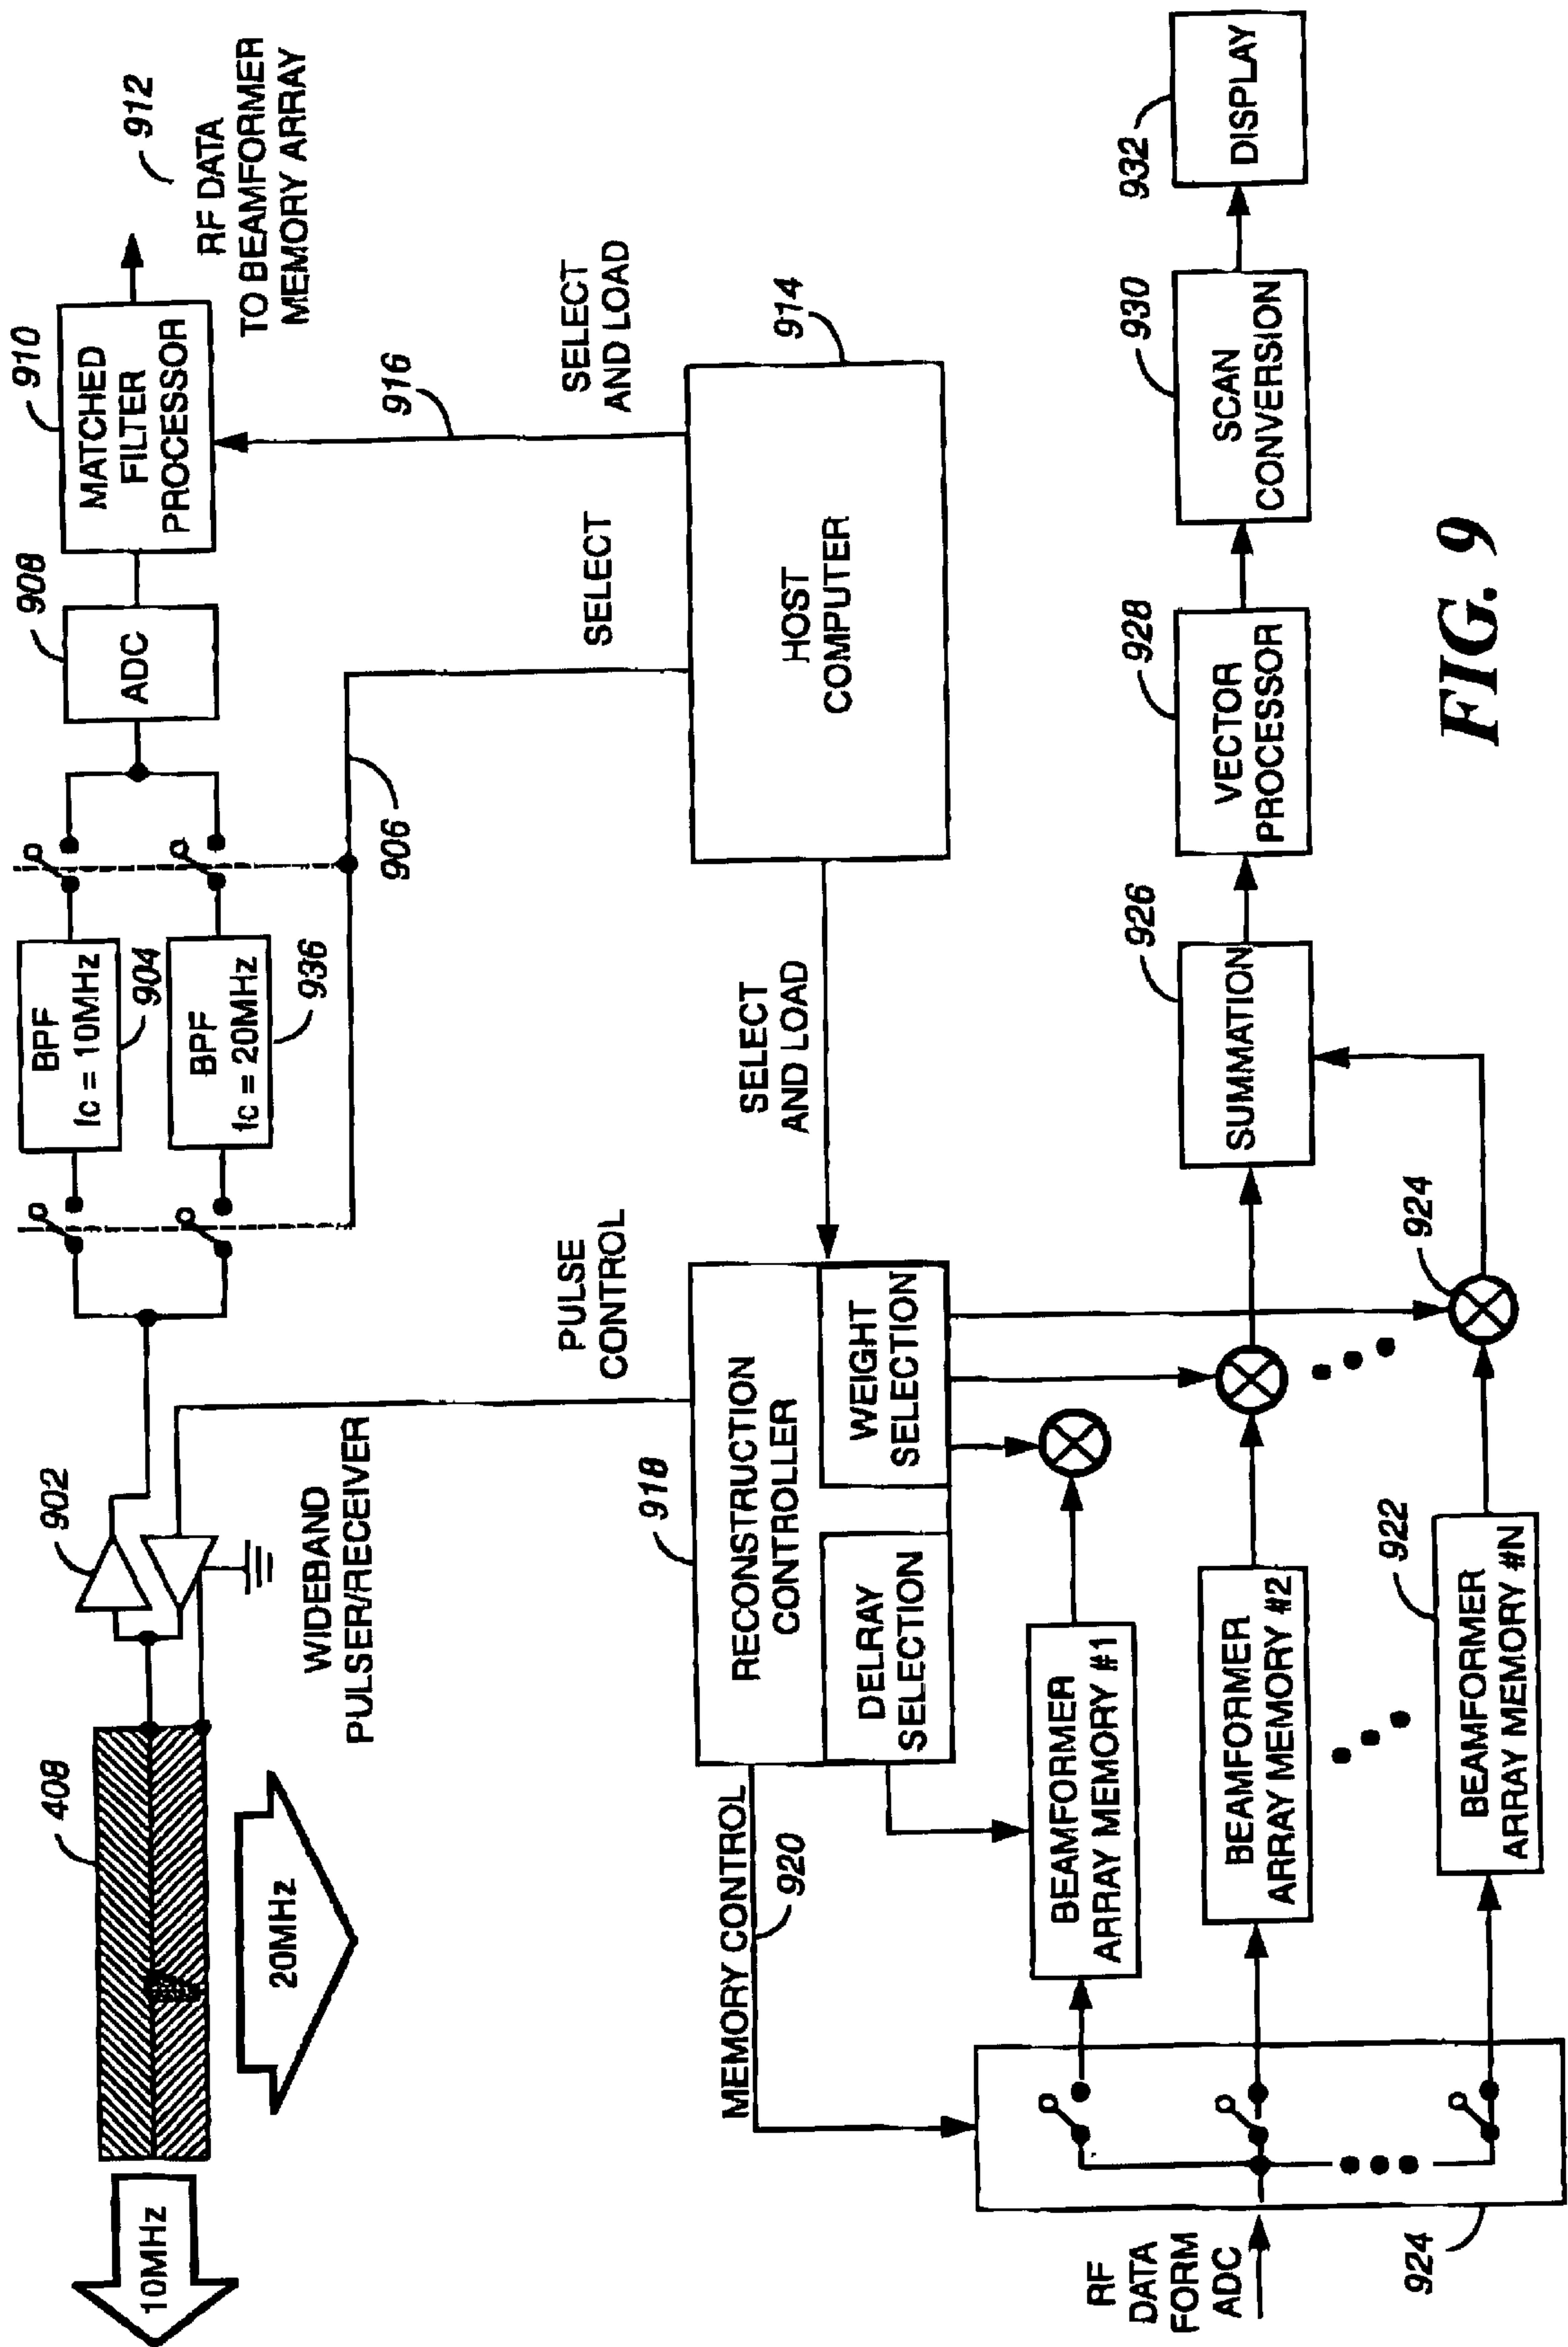 408
10MHz
20MHz
902
WIDEBAND
PULSER/RECEIVER
BPF
fc = 10MHz
904
BPF
fc = 20MHz
936
906
ADC
908
MATCHED
FILTER
PROCESSOR
910
RF DATA
TO BEAMFORMER
MEMORY ARRAY
912
PULSE
CONTROL
SELECT
916
SELECT
AND LOAD
HOST
COMPUTER
914
SELECT
AND LOAD
RECONSTRUCTION
CONTROLLER
918
DELRAY
SELECTION
WEIGHT
SELECTION
MEMORY CONTROL
920
RF
DATA
FORM
ADC
924
BEAMFORMER
ARRAY MEMORY #1
BEAMFORMER
ARRAY MEMORY #2
BEAMFORMER
ARRAY MEMORY #N
922
924
SUMMATION
926
VECTOR
PROCESSOR
928
SCAN
CONVERSION
930
DISPLAY
932
FIG. 9